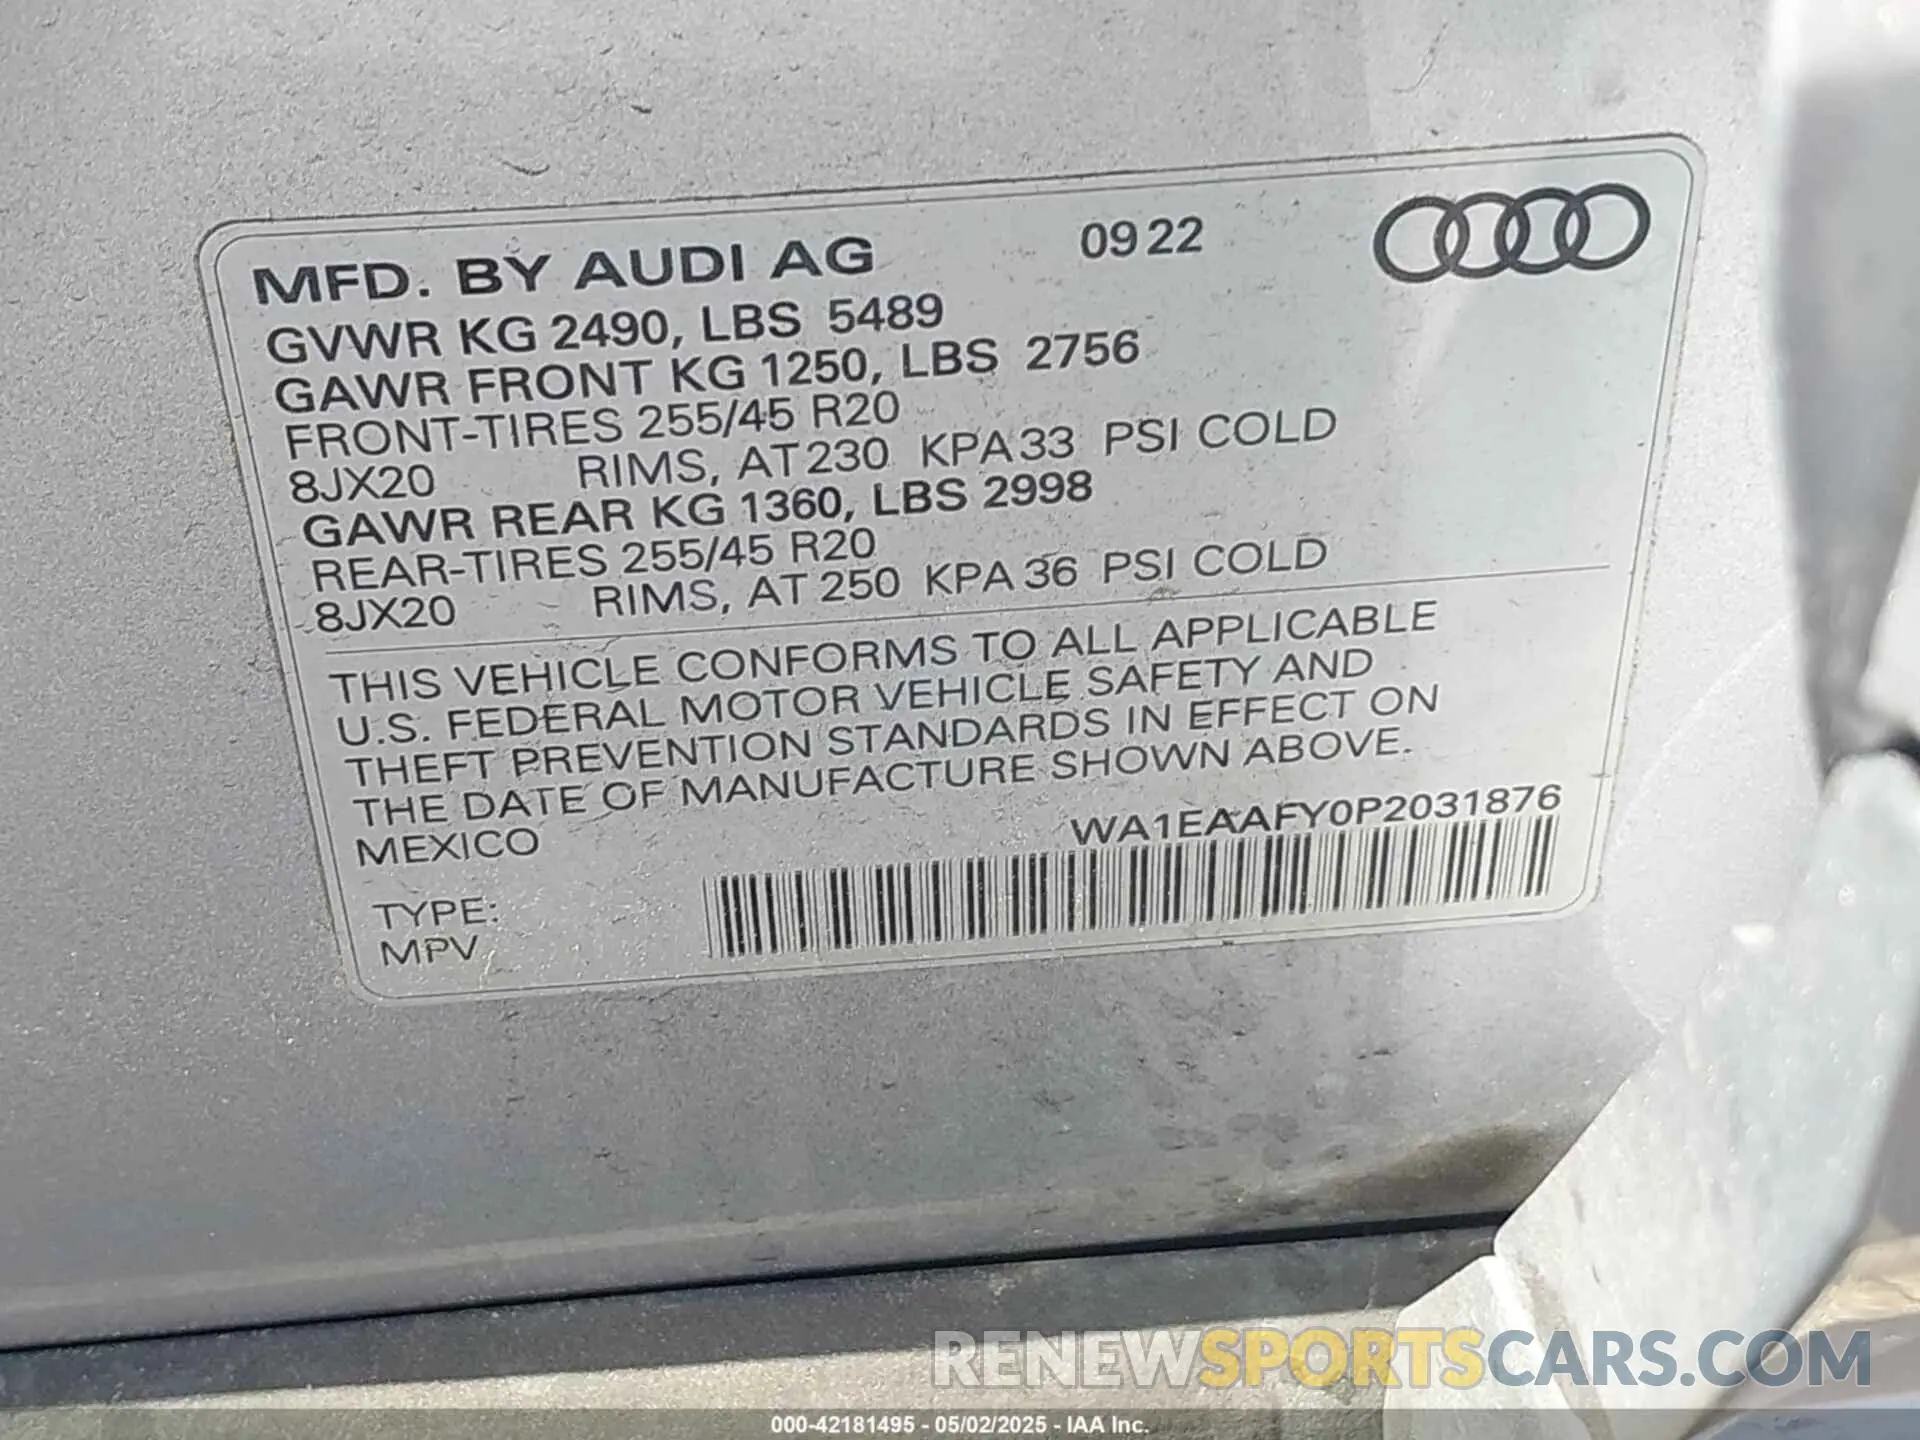 MFD. BY AUDI AG 09 22
GVWR KG 2490, LBS 5489
GAWR FRONT KG 1250, LBS 2756
FRONT-TIRES 255/45 R20
8JX20 RIMS, AT 230 KPA 33 PSI COLD
GAWR REAR KG 1360, LBS 2998
REAR-TIRES 255/45 R20
8JX20 RIMS, AT 250 KPA 36 PSI COLD
THIS VEHICLE CONFORMS TO ALL APPLICABLE
U.S. FEDERAL MOTOR VEHICLE SAFETY AND
THEFT PREVENTION STANDARDS IN EFFECT ON
THE DATE OF MANUFACTURE SHOWN ABOVE.
MEXICO
WA1EAAFY0P2031876
TYPE:
MPV
RENEWSPORTSCARS.COM
000-42181495 - 05/02/2025 - IAA Inc.